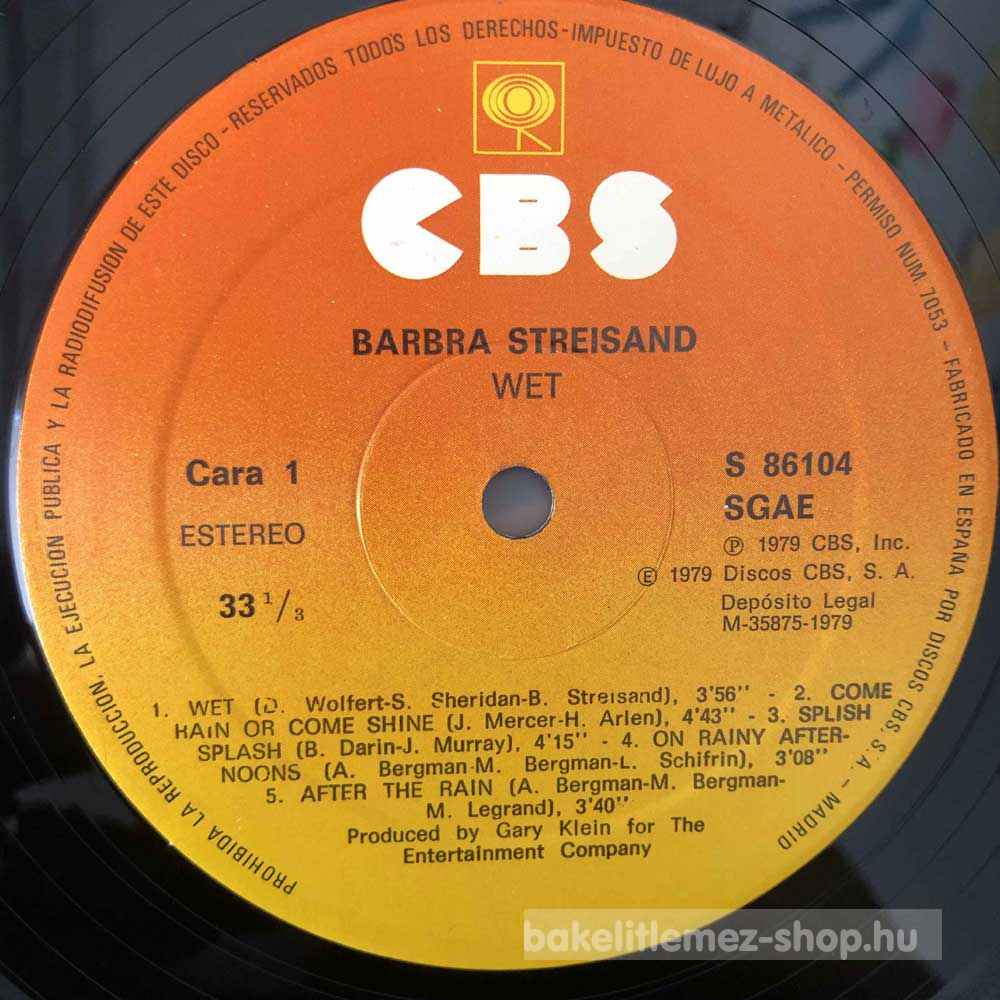 PROHIBIDA LA REPRODUCCION, LA EJECUCION PUBLICA Y LA RADIODIFUSION DE ESTE DISCO - RESERVADOS TODOS LOS DERECHOS - IMPUESTO DE LUJO A METALICO - PERMISO NUM. 7053 - FABRICADO EN ESPAÑA POR DISCOS CBS, S. A. - MADRID
CBS
BARBRA STREISAND
WET
Cara 1
ESTEREO
33 1/3
S 86104
SGAE
℗ 1979 CBS, Inc.
© 1979 Discos CBS, S. A.
Depósito Legal
M-35875-1979
1. WET (D. Wolfert-S. Sheridan-B. Streisand), 3'56" - 2. COME
RAIN OR COME SHINE (J. Mercer-H. Arlen), 4'43" - 3. SPLISH
SPLASH (B. Darin-J. Murray), 4'15" - 4. ON RAINY AFTER-
NOONS (A. Bergman-M. Bergman-L. Schifrin), 3'08"
5. AFTER THE RAIN (A. Bergman-M. Bergman-
M. Legrand), 3'40"
Produced by Gary Klein for The
Entertainment Company
bakelitlemez-shop.hu